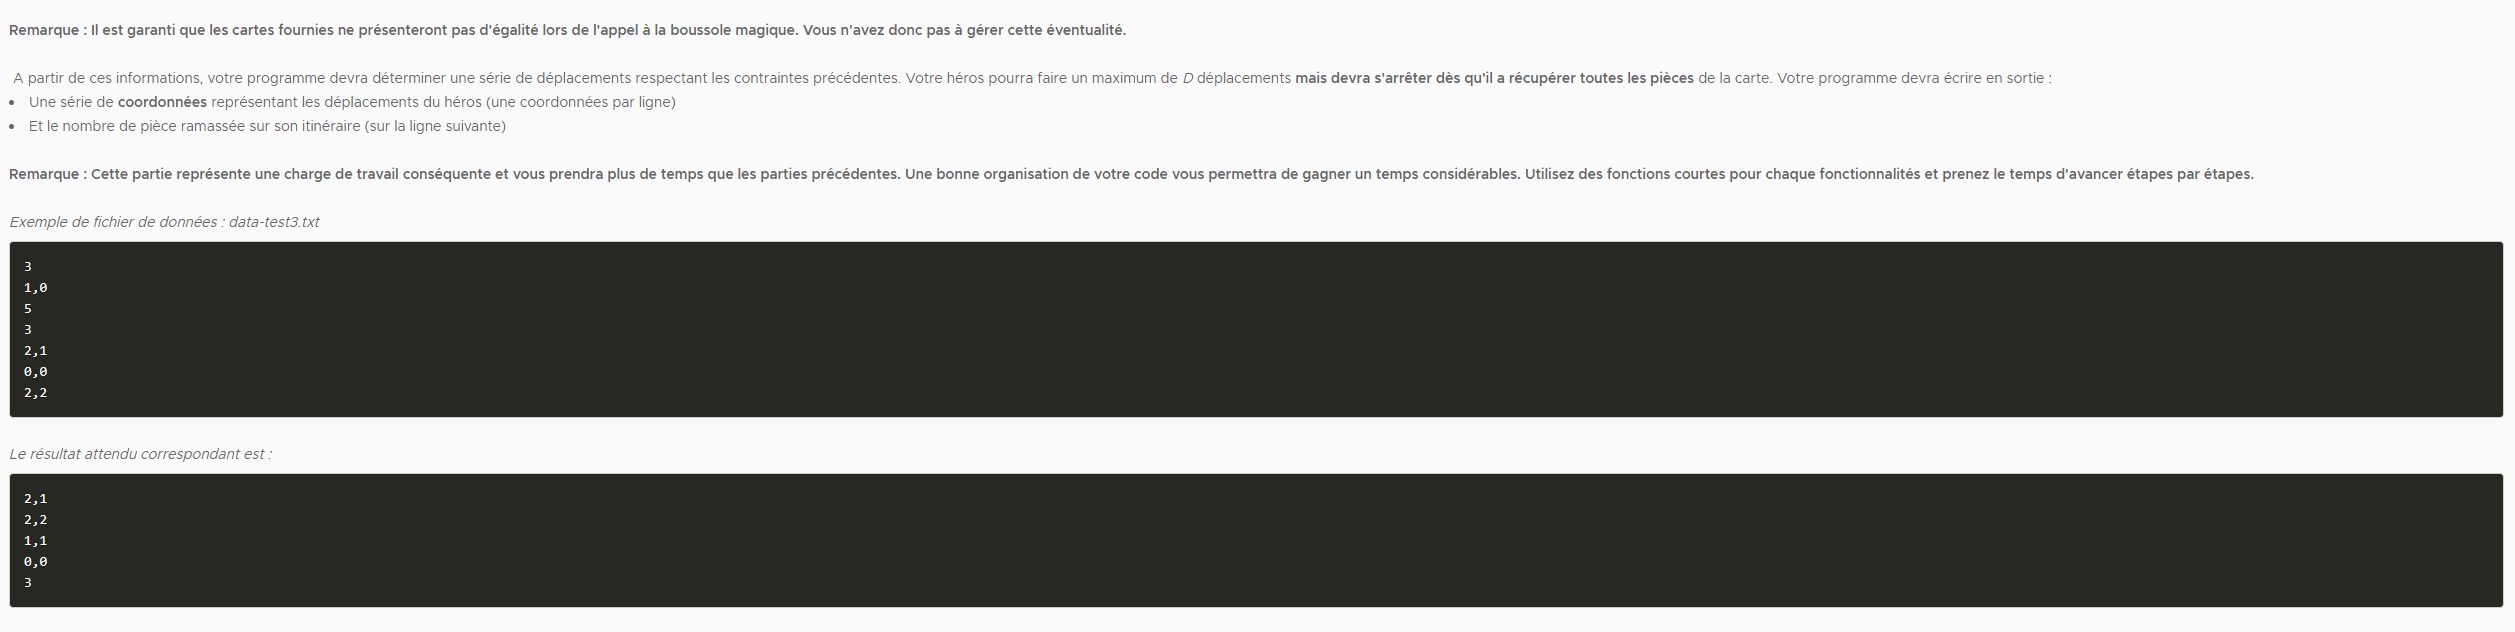 Remarque : Il est garanti que les cartes fournies ne présenteront pas d'égalité lors de l'appel à la boussole magique. Vous n'avez donc pas à gérer cette éventualité.
A partir de ces informations, votre programme devra déterminer une série de déplacements respectant les contraintes précédentes. Votre héros pourra faire un maximum de D déplacements mais devra s'arrêter dès qu'il a récupérer toutes les pièces de la carte. Votre programme devra écrire en sortie :
• Une série de coordonnées représentant les déplacements du héros (une coordonnées par ligne)
• Et le nombre de pièce ramassée sur son itinéraire (sur la ligne suivante)
Remarque : Cette partie représente une charge de travail conséquente et vous prendra plus de temps que les parties précédentes. Une bonne organisation de votre code vous permettra de gagner un temps considérables. Utilisez des fonctions courtes pour chaque fonctionnalités et prenez le temps d'avancer étapes par étapes.
Exemple de fichier de données : data-test3.txt
3
1,0
5
3
2,1
0,0
2,2
Le résultat attendu correspondant est :
2,1
2,2
1,1
0,0
3